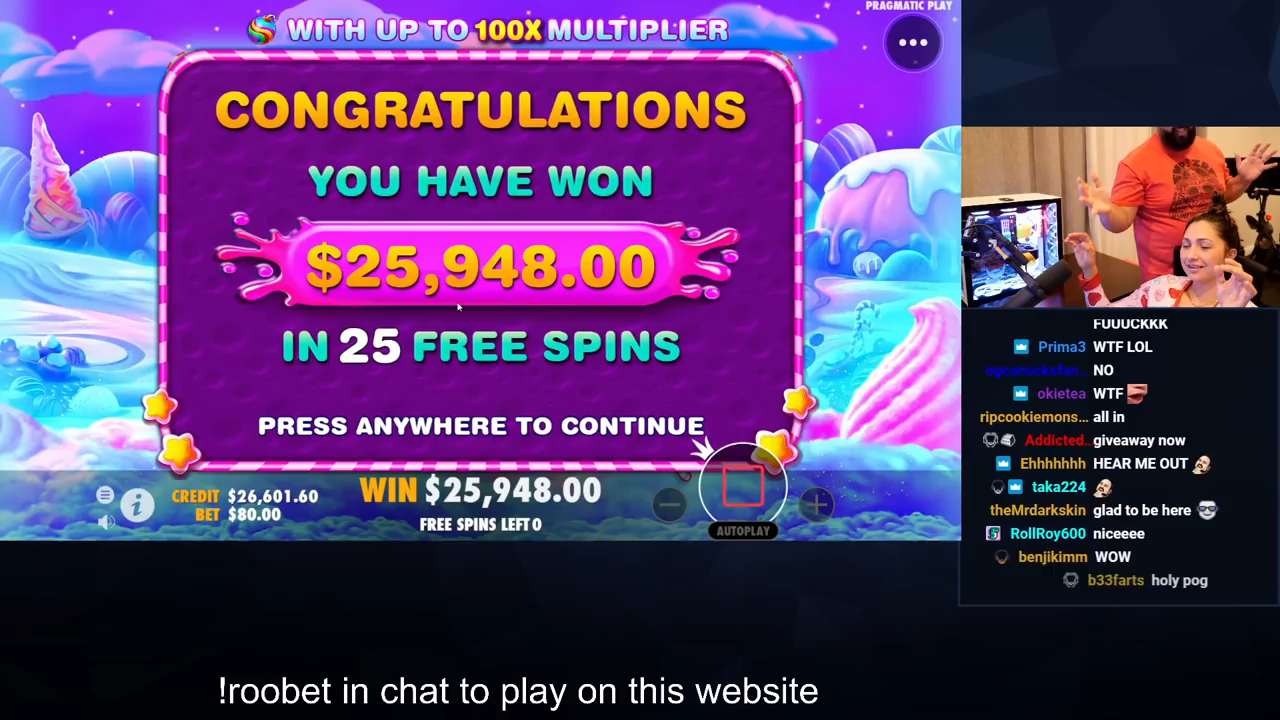 PRAGMATIC PLAY
WITH UP TO 100X MULTIPLIER
CONGRATULATIONS
YOU HAVE WON
$25,948.00
IN 25 FREE SPINS
PRESS ANYWHERE TO CONTINUE
CREDIT $26,601.60
BET $80.00
WIN $25,948.00
FREE SPINS LEFT 0
AUTOPLAY
FUUUCKKK
Prima3 WTF LOL
ogcanucksfan… NO
okietea WTF
ripcookiemons… all in
Addicted… giveaway now
Ehhhhhhh HEAR ME OUT
taka224
theMrdarkskin glad to be here
RollRoy600 niceeee
benjikimm WOW
b33farts holy pog
!roobet in chat to play on this website